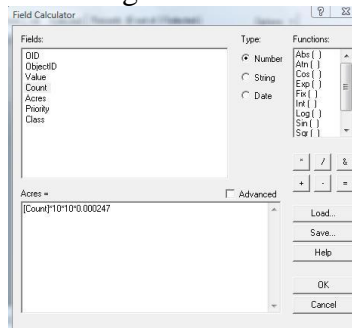 Field Calculator
Fields:
Type:
Functions:
OID
ObjectID
Value
Count
Acres
Priority
Class
Number
String
Date
Abs ( )
Atn ( )
Cos ( )
Exp ( )
Fix ( )
Int ( )
Log ( )
Sin ( )
Sqr ( )
* / &
+ - =
Acres =
Advanced
[Count]*10*10*0.000247
Load...
Save...
Help
OK
Cancel